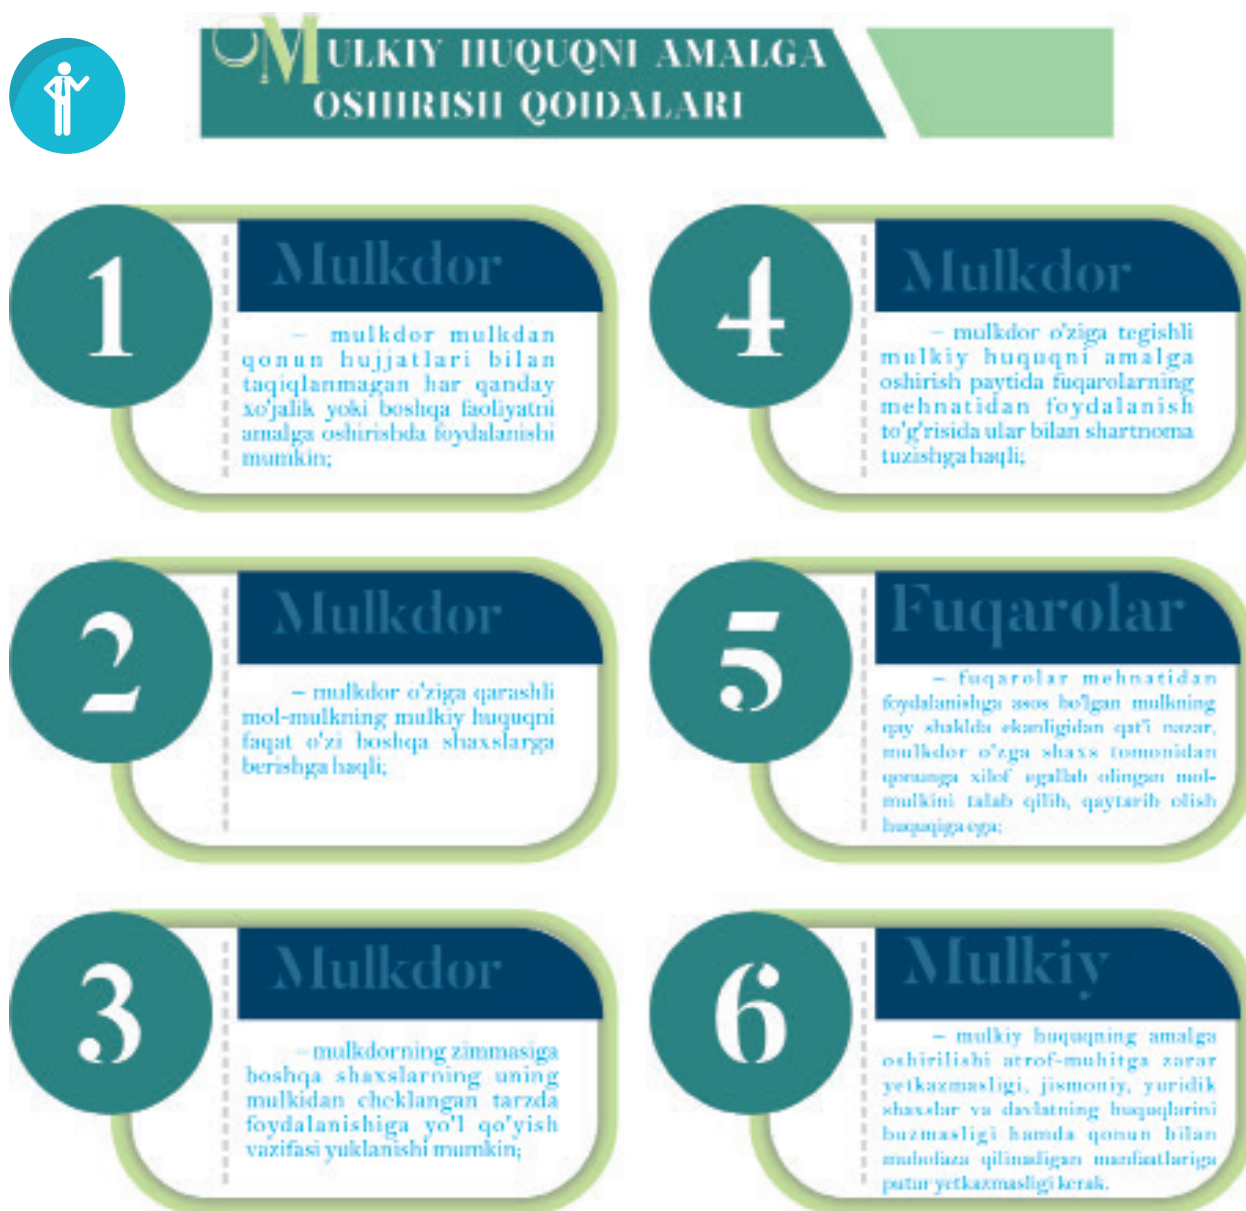 MULKIY HUQUQNI AMALGA
OSHIRISH QOIDALARI
1
Mulkdor
– mulkdor mulkdan
qonun hujjatlari bilan
taqiqlanmagan har qanday
xo'jalik yoki boshqa faoliyatni
amalga oshirishda foydalanishi
mumkin;
2
Mulkdor
– mulkdor o'ziga qarashli
mol-mulkning mulkiy huquqni
faqat o'zi boshqa shaxslarga
berishga haqli;
3
Mulkdor
– mulkdorning zimmasiga
boshqa shaxslarning uning
mulkidan cheklangan tarzda
foydalanishiga yo'l qo'yish
vazifasi yuklanishi mumkin;
4
Mulkdor
– mulkdor o'ziga tegishli
mulkiy huquqni amalga
oshirish paytida fuqarolarning
mehnatidan foydalanish
to'g'risida ular bilan shartnoma
tuzishga haqli;
5
Fuqarolar
– fuqarolar mehnatidan
foydalanishga asos bo'lgan mulkning
qay shaklda ekanligidan qat'i nazar,
mulkdor o'zga shaxs tomonidan
qonunga xilof egallab olingan mol-
mulkini talab qilib, qaytarib olish
huquqiga ega;
6
Mulkiy
– mulkiy huquqning amalga
oshirilishi atrof-muhitga zarar
yetkazmasligi, jismoniy, yuridik
shaxslar va davlatning huquqlarini
buzmasligi hamda qonun bilan
muhofaza qilinadigan manfaatlariga
putur yetkazmasligi kerak.